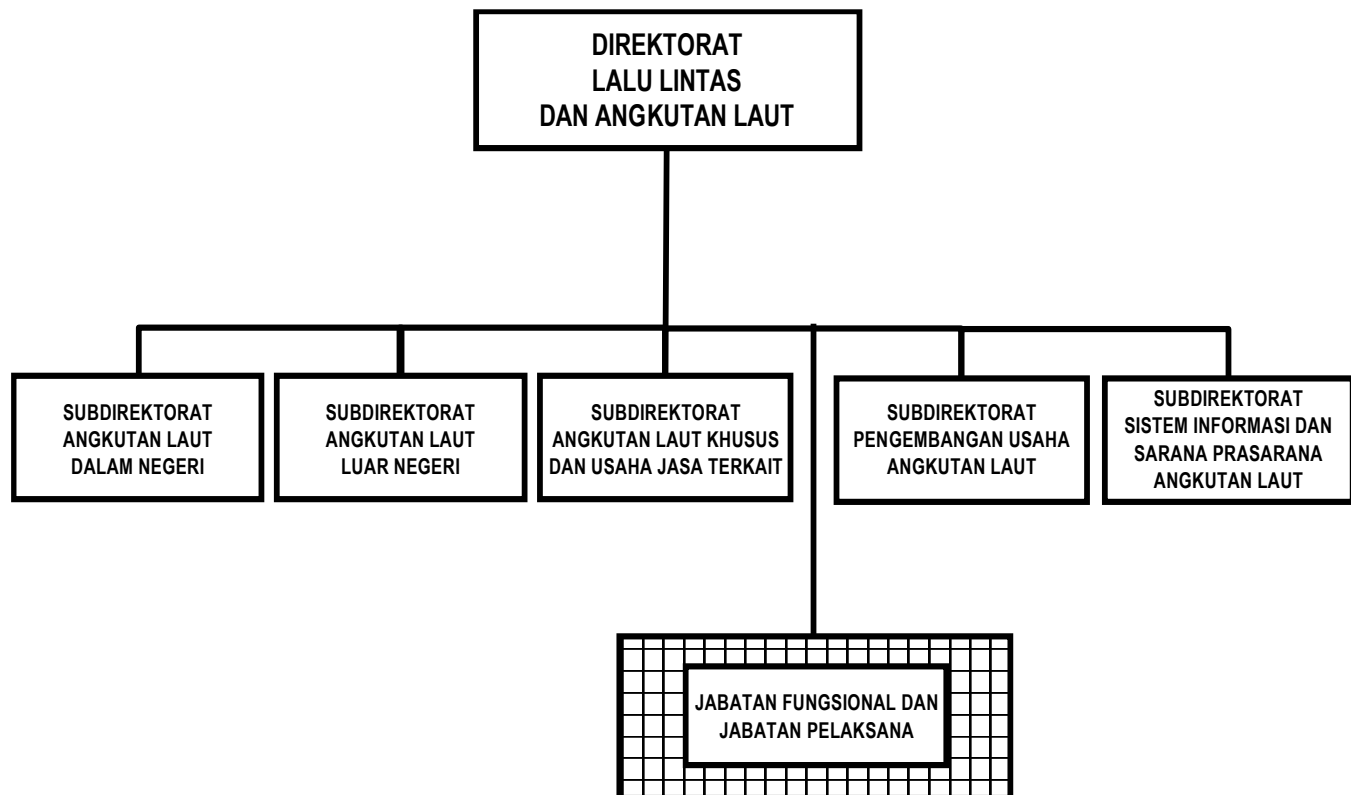 DIREKTORAT
LALU LINTAS
DAN ANGKUTAN LAUT
SUBDIREKTORAT
ANGKUTAN LAUT
DALAM NEGERI
SUBDIREKTORAT
ANGKUTAN LAUT
LUAR NEGERI
SUBDIREKTORAT
ANGKUTAN LAUT KHUSUS
DAN USAHA JASA TERKAIT
SUBDIREKTORAT
PENGEMBANGAN USAHA
ANGKUTAN LAUT
SUBDIREKTORAT
SISTEM INFORMASI DAN
SARANA PRASARANA
ANGKUTAN LAUT
JABATAN FUNGSIONAL DAN
JABATAN PELAKSANA